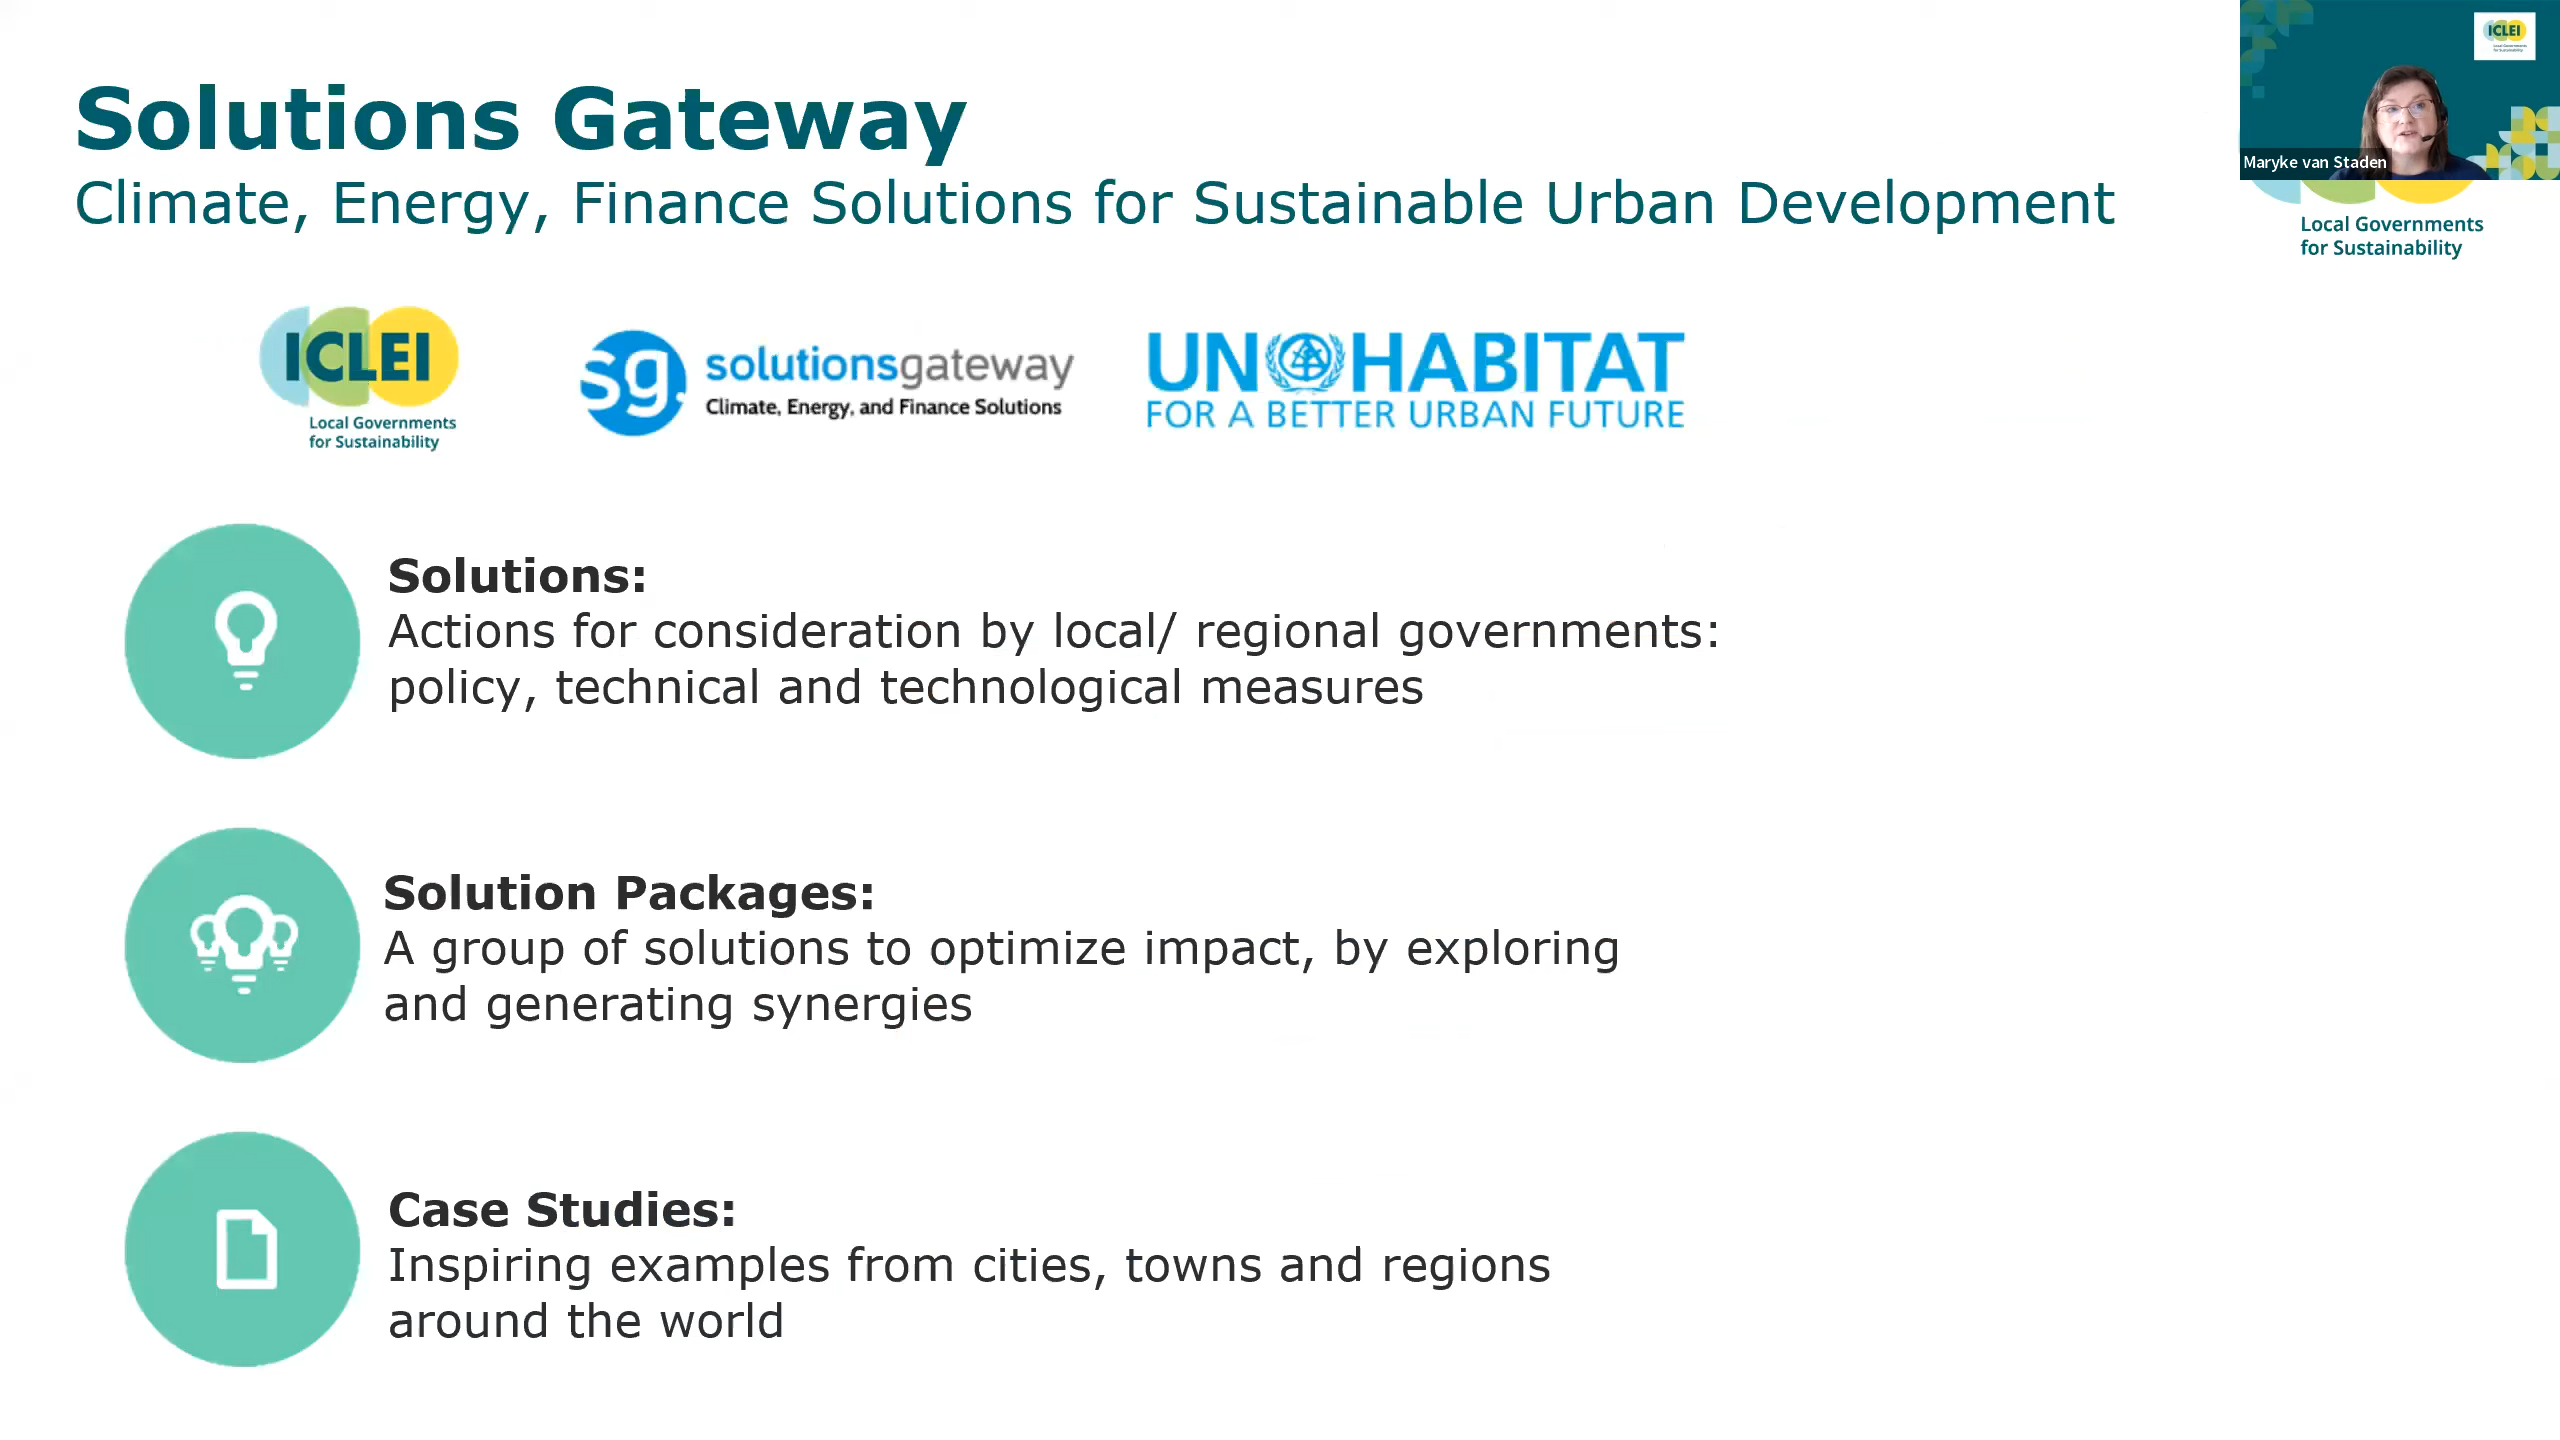 Solutions Gateway
Climate, Energy, Finance Solutions for Sustainable Urban Development
ICLEI
Maryke van Staden
Local Governments
for Sustainability
ICLEI
Local Governments
for Sustainability
sg.
solutionsgateway
Climate, Energy, and Finance Solutions
UN HABITAT
FOR A BETTER URBAN FUTURE
Solutions:
Actions for consideration by local/ regional governments:
policy, technical and technological measures
Solution Packages:
A group of solutions to optimize impact, by exploring
and generating synergies
Case Studies:
Inspiring examples from cities, towns and regions
around the world